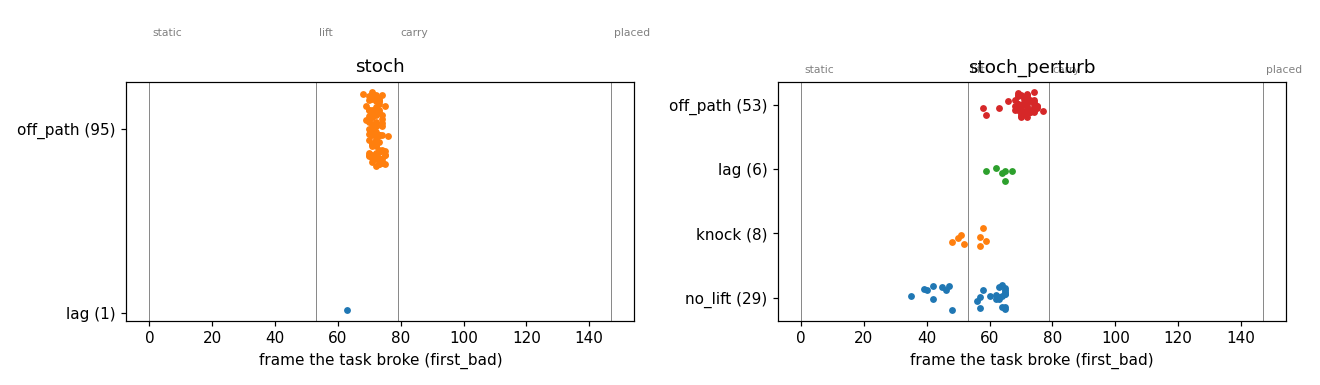 static lift carry placed
stoch
off_path (95)
lag (1)
0 20 40 60 80 100 120 140
frame the task broke (first_bad)
static lift carry placed
stoch_perturb
off_path (53)
lag (6)
knock (8)
no_lift (29)
0 20 40 60 80 100 120 140
frame the task broke (first_bad)